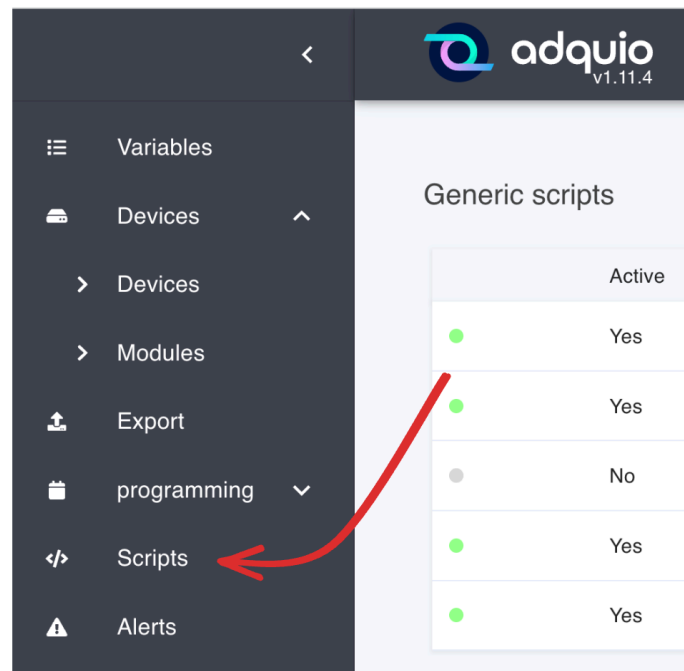 adquio
v1.11.4
Variables
Devices
Devices
Modules
Export
programming
Scripts
Alerts
Generic scripts
Active
Yes
Yes
No
Yes
Yes